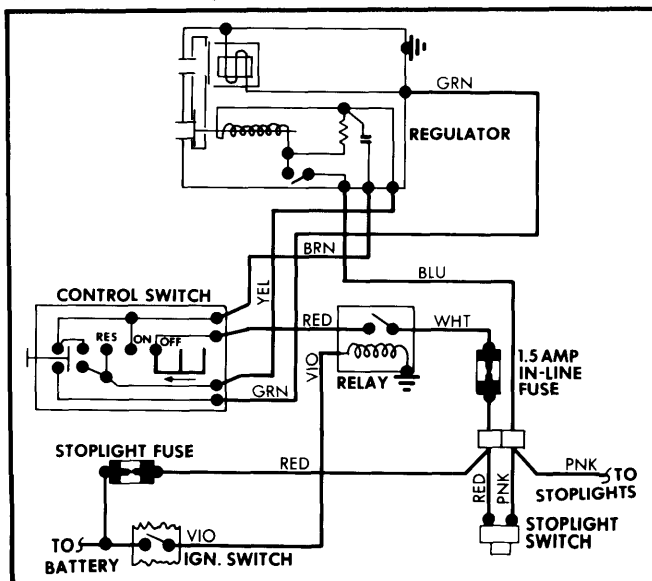 GRN
REGULATOR
BRN
BLU
YEL
CONTROL SWITCH
RES
ON
OFF
RED
WHT
VIO
RELAY
1.5 AMP
IN-LINE
FUSE
GRN
STOPLIGHT FUSE
RED
RED
PNK
PNK
TO
STOPLIGHTS
STOPLIGHT
SWITCH
TO
BATTERY
VIO
IGN. SWITCH